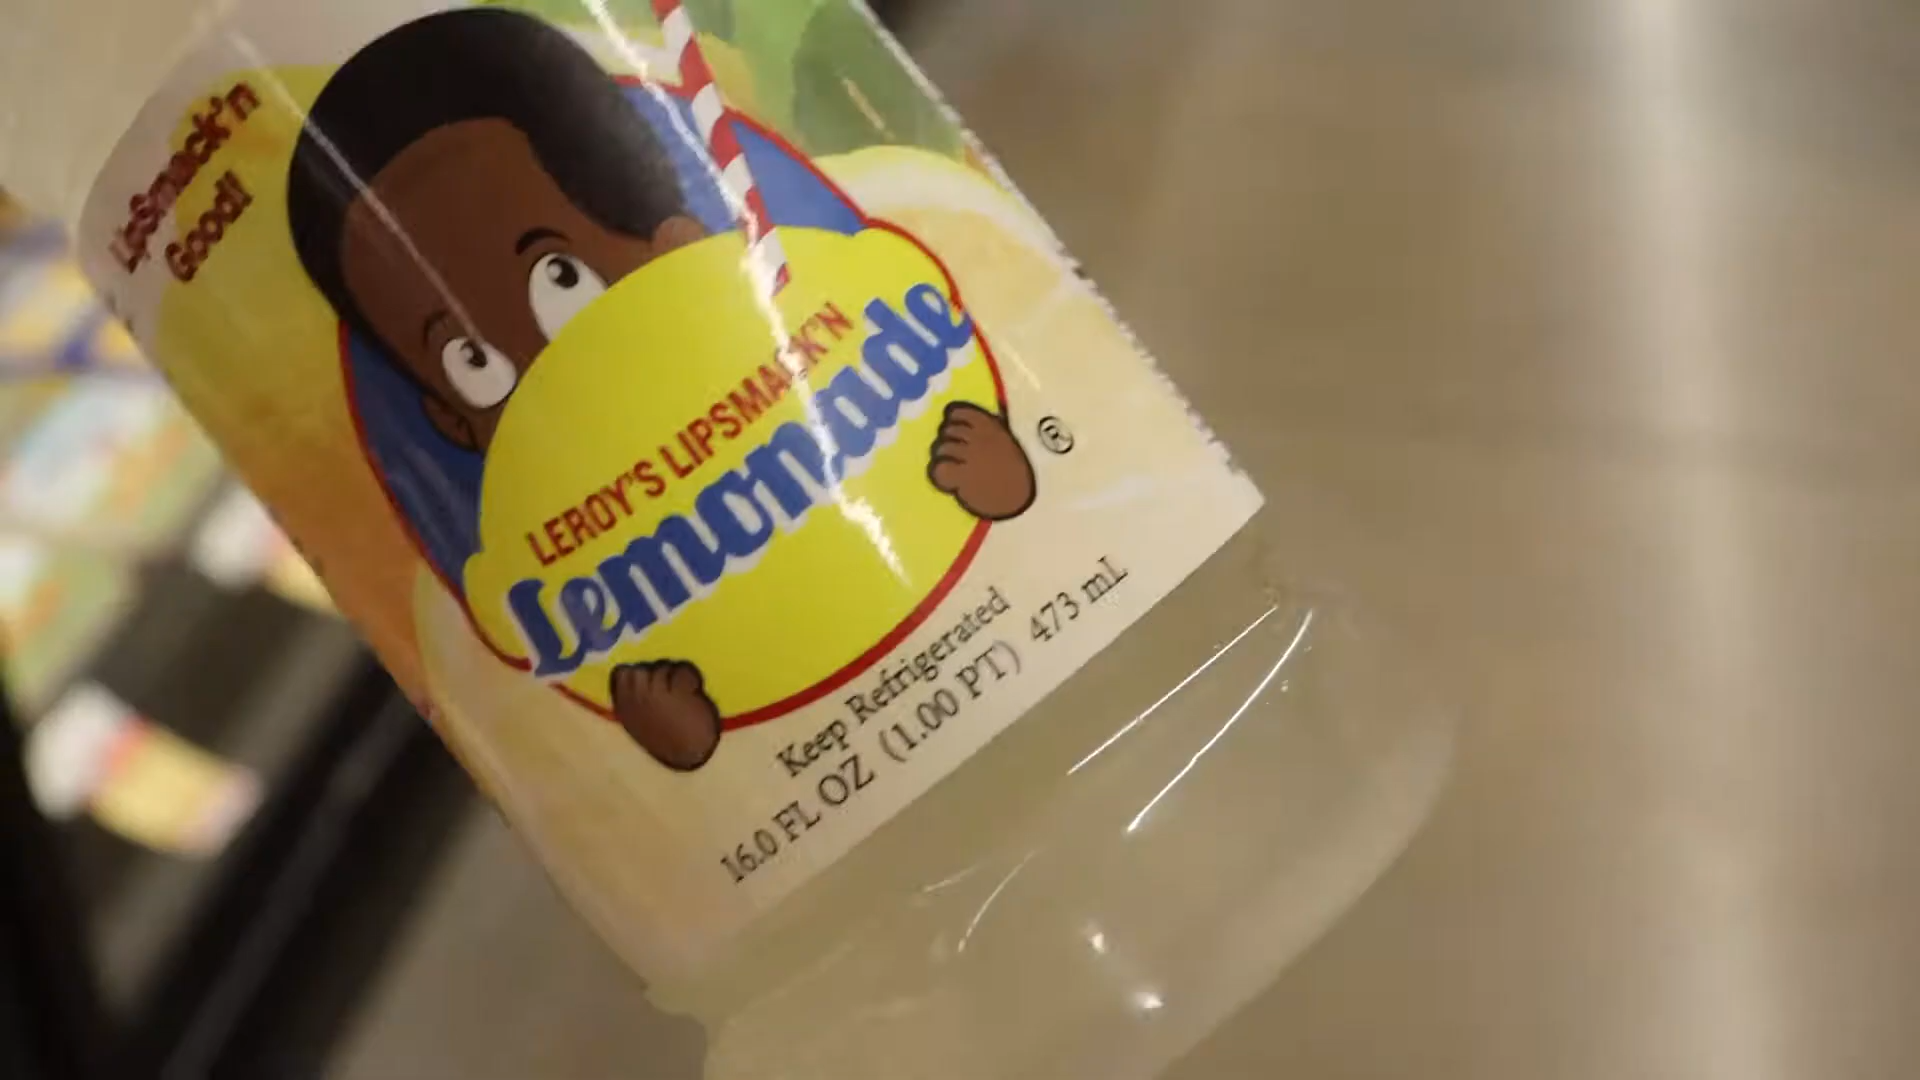 LipSmack'n
Good!
LEROY'S LIPSMACK'N
Lemonade
®
Keep Refrigerated
16.0 FL OZ (1.00 PT) 473 mL